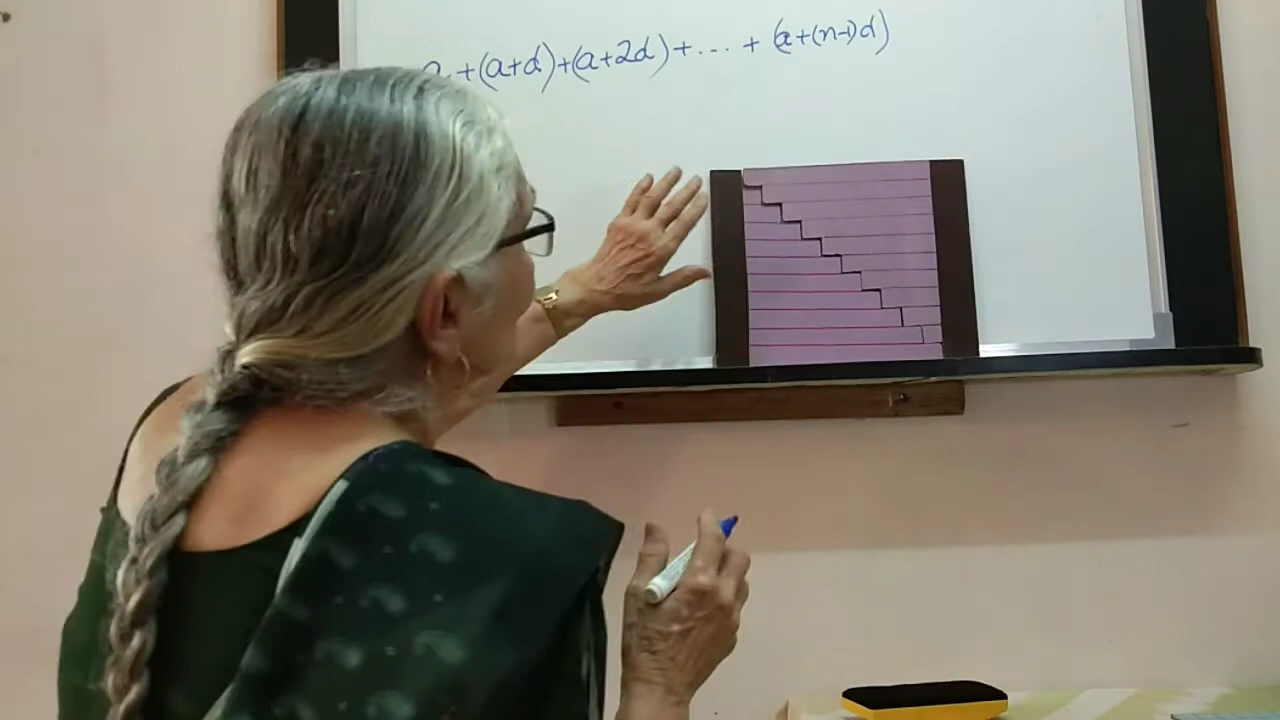 a + (a+d)+(a+2d)+ ... + (a+(n-1)d)